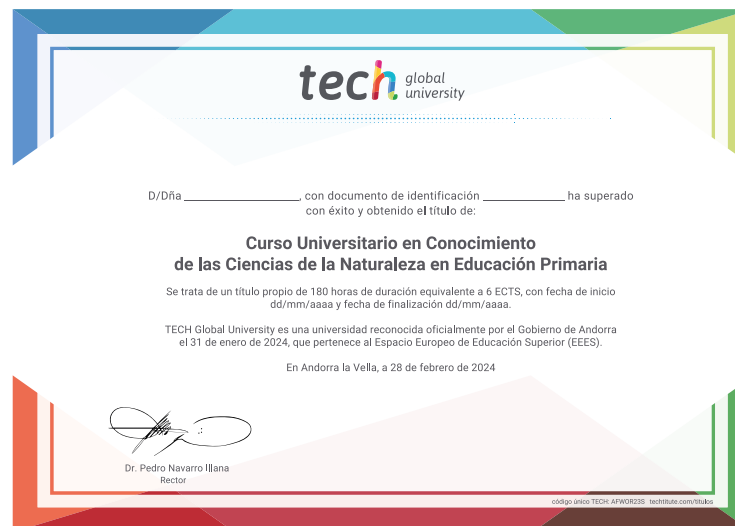 tech global university
D/Dña ______________, con documento de identificación ______________ ha superado
con éxito y obtenido el título de:
Curso Universitario en Conocimiento
de las Ciencias de la Naturaleza en Educación Primaria
Se trata de un título propio de 180 horas de duración equivalente a 6 ECTS, con fecha de inicio
dd/mm/aaaa y fecha de finalización dd/mm/aaaa.
TECH Global University es una universidad reconocida oficialmente por el Gobierno de Andorra
el 31 de enero de 2024, que pertenece al Espacio Europeo de Educación Superior (EEES).
En Andorra la Vella, a 28 de febrero de 2024
Dr. Pedro Navarro Illana
Rector
código único TECH: AFWOR23S techtitute.com/titulos